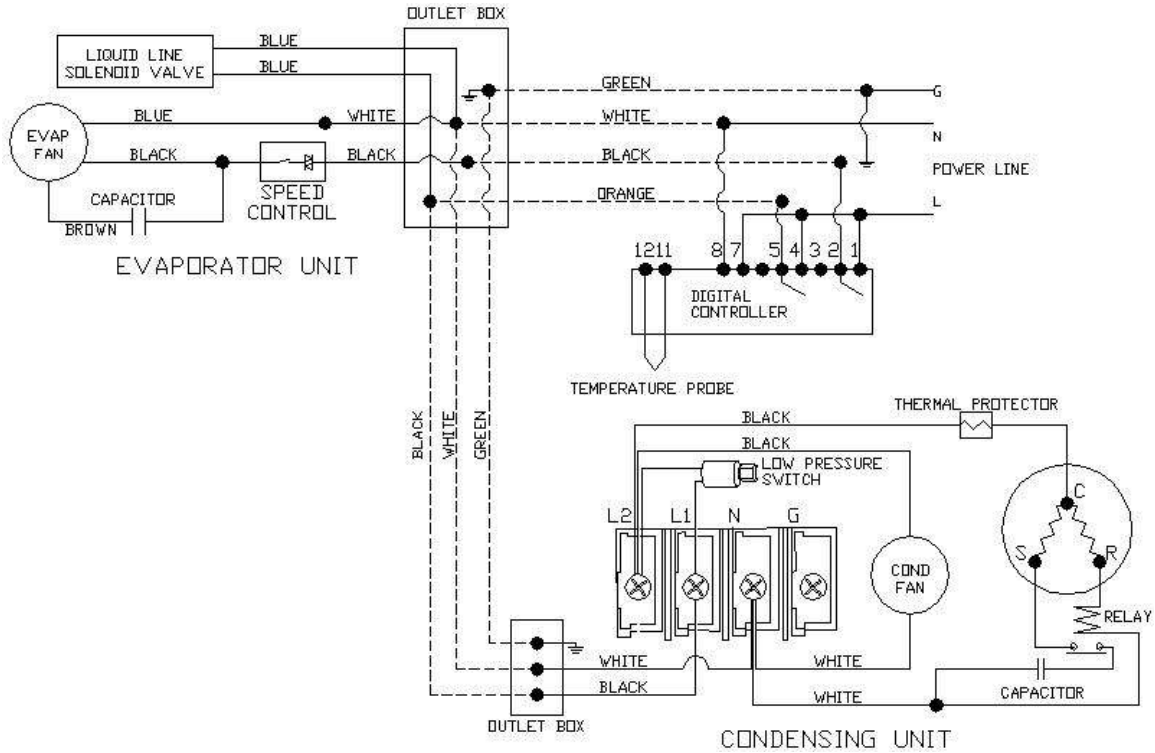 OUTLET BOX
LIQUID LINE
SOLENOID VALVE
BLUE
BLUE
EVAP
FAN
BLUE
WHITE
BLACK
BLACK
SPEED
CONTROL
CAPACITOR
BROWN
EVAPORATOR UNIT
GREEN
WHITE
BLACK
ORANGE
G
N
POWER LINE
L
12 11 8 7 5 4 3 2 1
DIGITAL
CONTROLLER
TEMPERATURE PROBE
BLACK
WHITE
GREEN
BLACK
THERMAL PROTECTOR
BLACK
LOW PRESSURE
SWITCH
L2 L1 N G
C
S
R
COND
FAN
RELAY
WHITE
WHITE
BLACK
WHITE
CAPACITOR
OUTLET BOX
CONDENSING UNIT